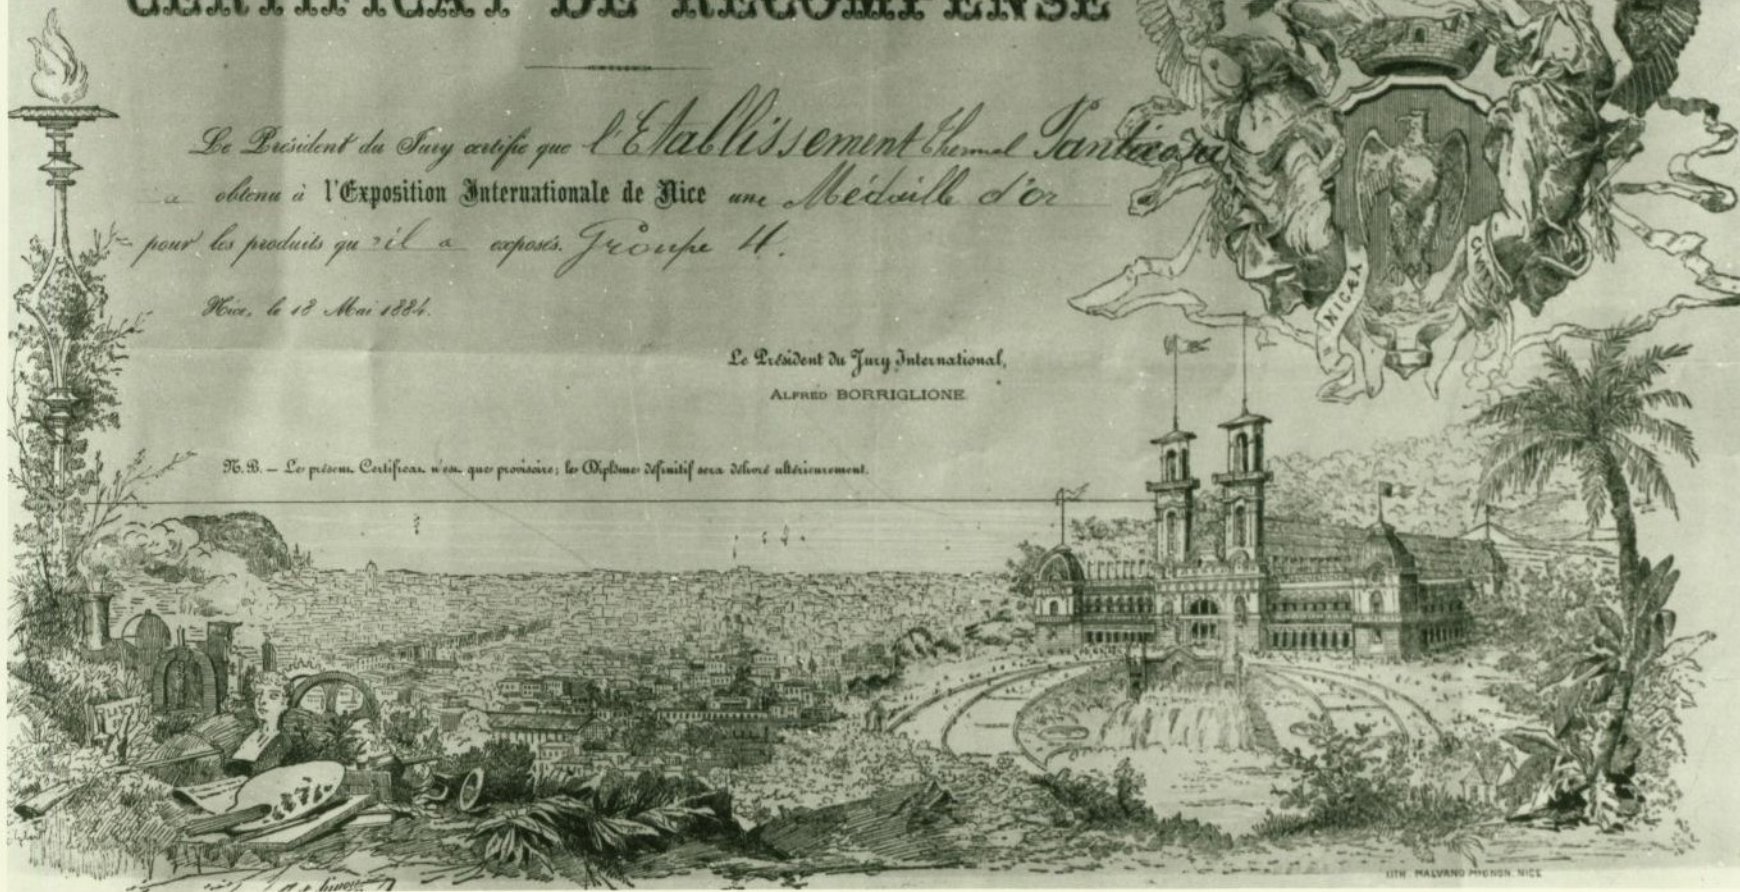 CERTIFICAT DE RECOMPENSE
Le Président du Jury certifie que l'Etablissement Thermal Panticosa
a obtenu à l'Exposition Internationale de Nice une Médaille d'or
pour les produits qu'il a exposés. Groupe 4.
Nice, le 18 Mai 1884.
Le Président du Jury International,
ALFRED BORRIGLIONE
N.B. — Le présent Certificat n'est que provisoire; le Diplôme définitif sera délivré ultérieurement.
NICÆA
CIV
LITH. MALVANO MIGNON. NICE